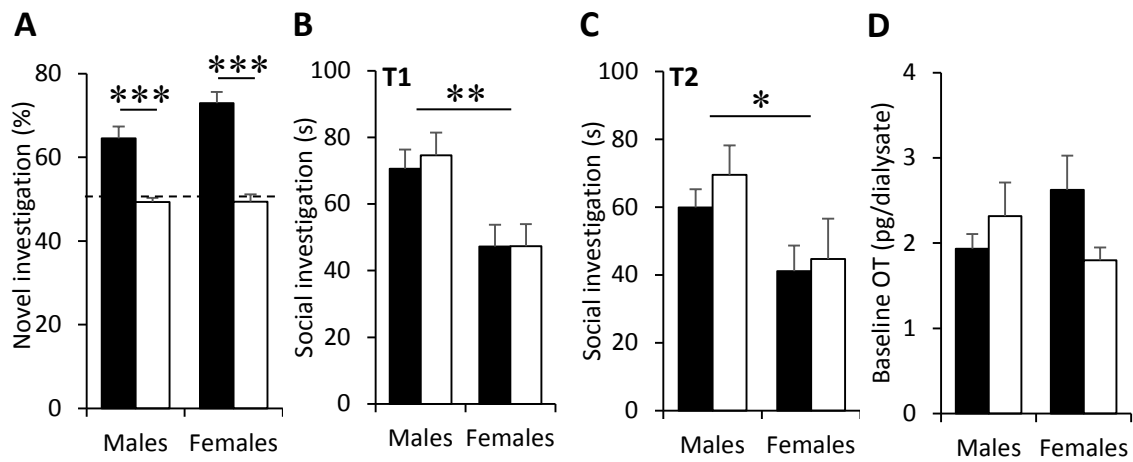 A
Novel investigation (%)
80
60
40
20
0
***
***
Males Females
B
Social investigation (s)
100
80
60
40
20
0
T1
**
Males Females
C
Social investigation (s)
100
80
60
40
20
0
T2
*
Males Females
D
Baseline OT (pg/dialysate)
4
3
2
1
0
Males Females